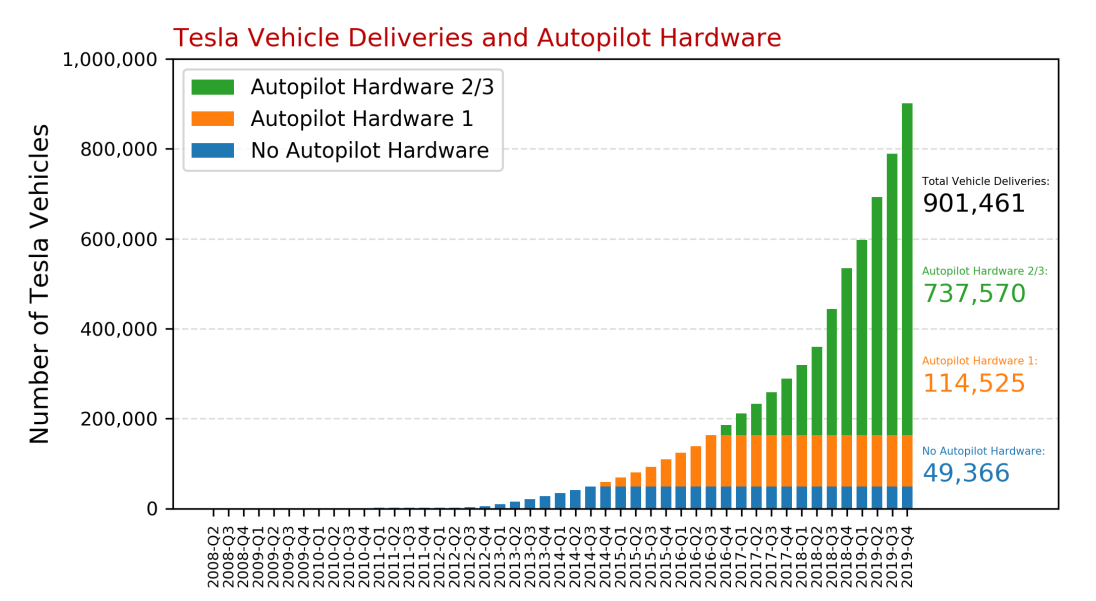 Tesla Vehicle Deliveries and Autopilot Hardware
1,000,000
800,000
600,000
400,000
200,000
0
Number of Tesla Vehicles
Autopilot Hardware 2/3
Autopilot Hardware 1
No Autopilot Hardware
Total Vehicle Deliveries:
901,461
Autopilot Hardware 2/3:
737,570
Autopilot Hardware 1:
114,525
No Autopilot Hardware:
49,366
2008-Q2
2008-Q3
2008-Q4
2009-Q1
2009-Q2
2009-Q3
2009-Q4
2010-Q1
2010-Q2
2010-Q3
2010-Q4
2011-Q1
2011-Q2
2011-Q3
2011-Q4
2012-Q1
2012-Q2
2012-Q3
2012-Q4
2013-Q1
2013-Q2
2013-Q3
2013-Q4
2014-Q1
2014-Q2
2014-Q3
2014-Q4
2015-Q1
2015-Q2
2015-Q3
2015-Q4
2016-Q1
2016-Q2
2016-Q3
2016-Q4
2017-Q1
2017-Q2
2017-Q3
2017-Q4
2018-Q1
2018-Q2
2018-Q3
2018-Q4
2019-Q1
2019-Q2
2019-Q3
2019-Q4